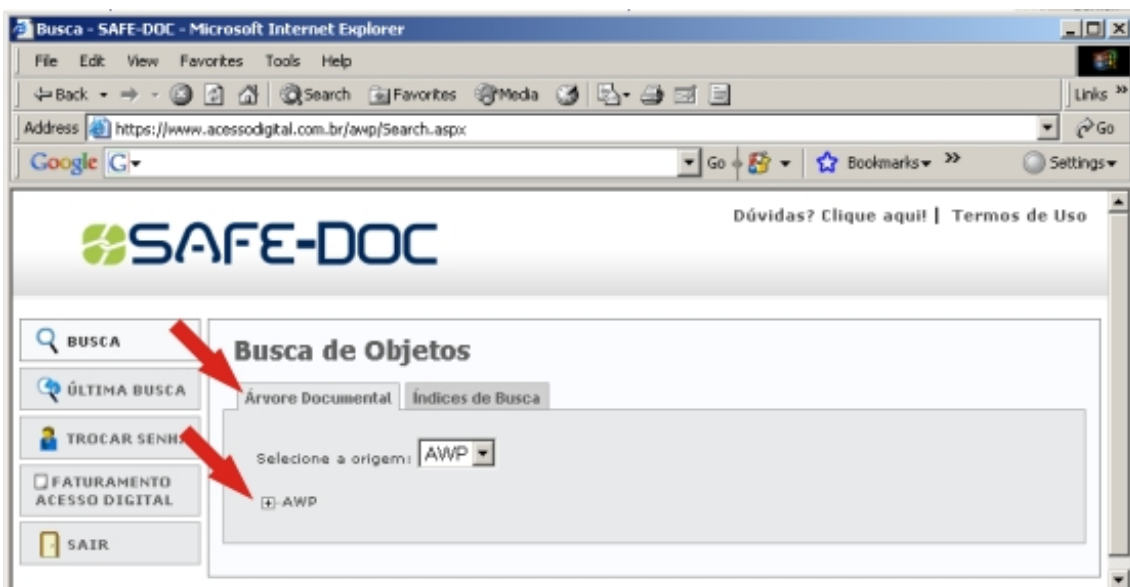 Busca - SAFE-DOC - Microsoft Internet Explorer
File Edit View Favorites Tools Help
Back Search Favorites Media Links »
Address https://www.acessodigital.com.br/awp/Search.aspx Go
Google G Go Bookmarks » Settings
Dúvidas? Clique aqui! | Termos de Uso
SAFE-DOC
BUSCA
ÚLTIMA BUSCA
TROCAR SENHA
FATURAMENTO
ACESSO DIGITAL
SAIR
Busca de Objetos
Árvore Documental Índices de Busca
Selecione a origem: AWP
AWP